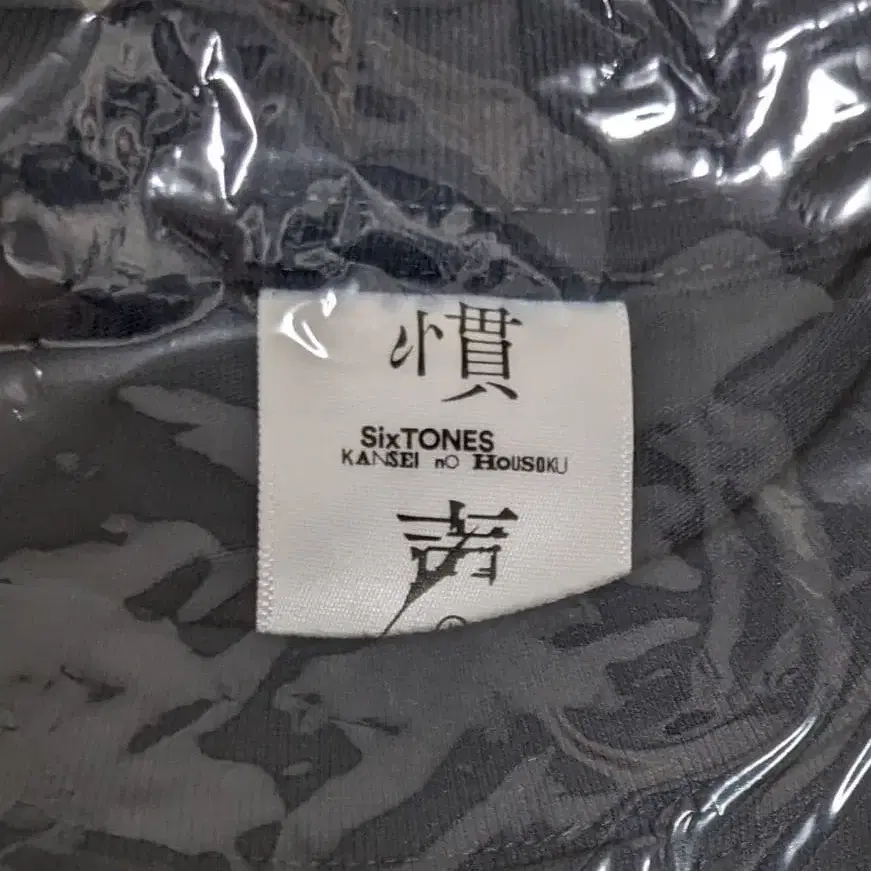 慣
SixTONES
KANSEI nO HOUSOKU
声